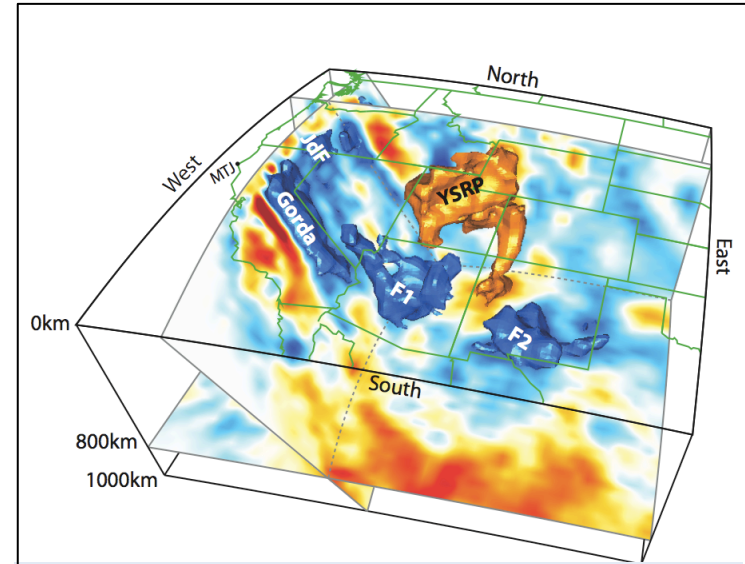 North
West
MTJ
JdF
Gorda
YSRP
East
F1
F2
0km
South
800km
1000km